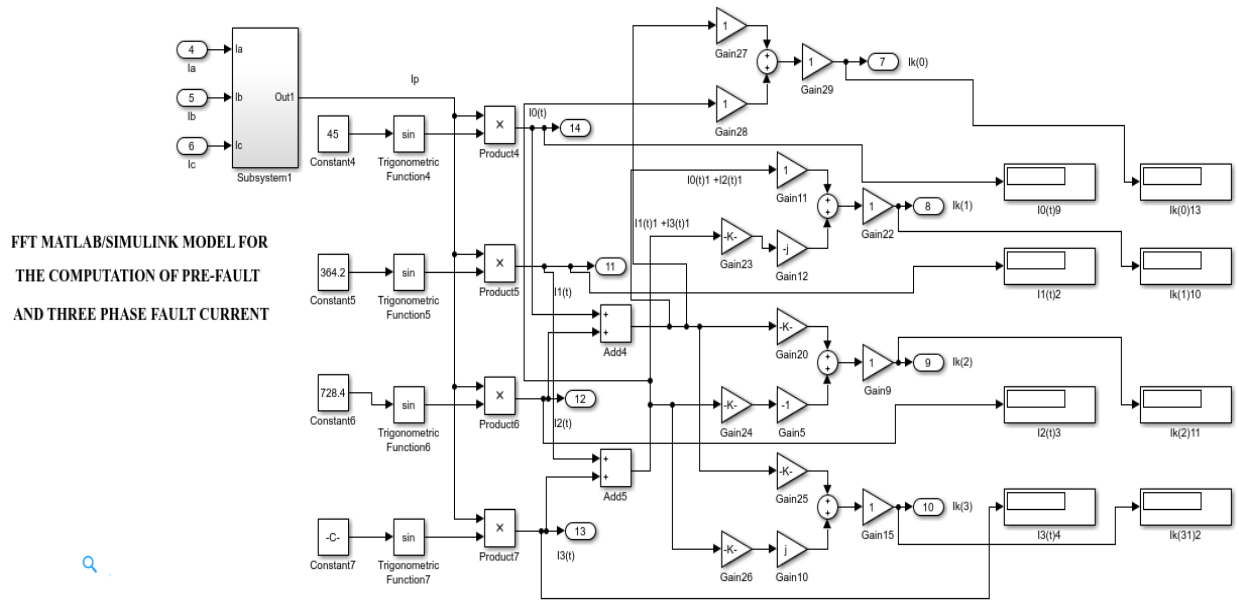 4
Ia
5
Ib
6
Ic
Ia
Ib
Ic
Out1
Subsystem1
Ip
45
Constant4
sin
Trigonometric
Function4
×
Product4
I0(t)
14
1
Gain27
1
Gain28
+
+
1
Gain29
7
Ik(0)
I0(t)1 +I2(t)1
1
Gain11
I1(t)1 +I3(t)1
-K-
Gain23
-j
Gain12
+
+
1
Gain22
8
Ik(1)
I0(t)9
Ik(0)13
FFT MATLAB/SIMULINK MODEL FOR
THE COMPUTATION OF PRE-FAULT
AND THREE PHASE FAULT CURRENT
364.2
Constant5
sin
Trigonometric
Function5
×
Product5
11
I1(t)
I1(t)2
Ik(1)10
+
+
Add4
-K-
Gain20
+
+
1
Gain9
9
Ik(2)
728.4
Constant6
sin
Trigonometric
Function6
×
Product6
12
I2(t)
-K-
Gain24
-1
Gain5
I2(t)3
Ik(2)11
+
+
Add5
-K-
Gain25
+
+
1
Gain15
10
Ik(3)
-C-
Constant7
sin
Trigonometric
Function7
×
Product7
13
I3(t)
-K-
Gain26
j
Gain10
I3(t)4
Ik(31)2